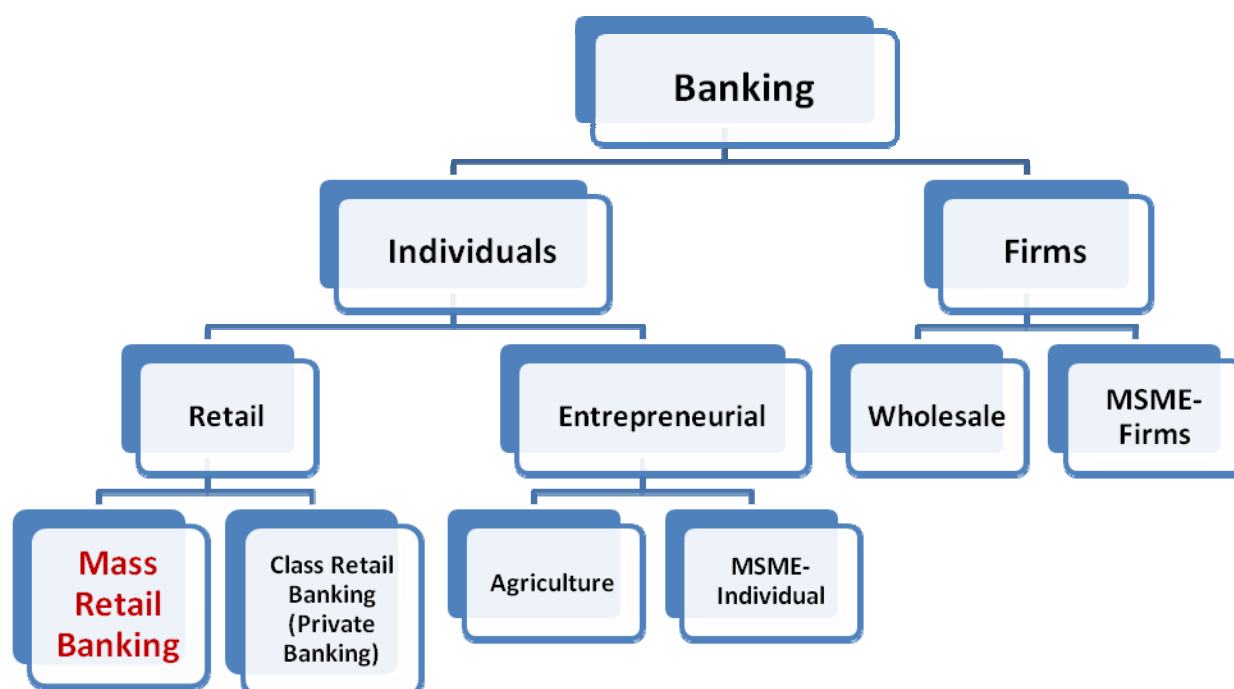 Banking
Individuals
Firms
Retail
Entrepreneurial
Wholesale
MSME-
Firms
Mass
Retail
Banking
Class Retail
Banking
(Private
Banking)
Agriculture
MSME-
Individual